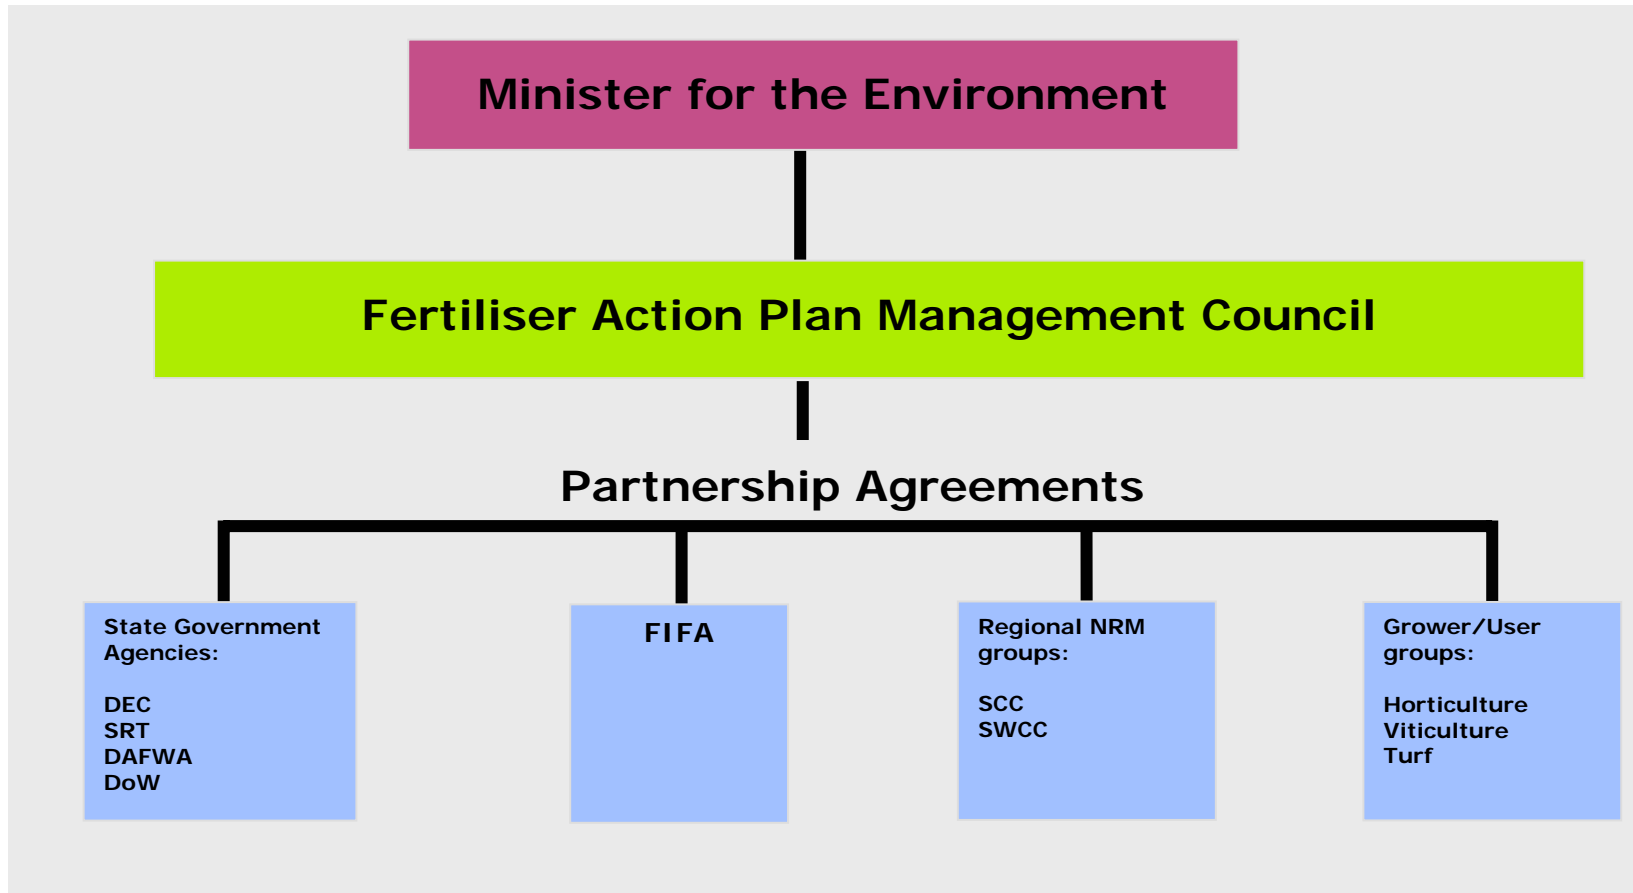 Minister for the Environment
Fertiliser Action Plan Management Council
Partnership Agreements
State Government
Agencies:
DEC
SRT
DAFWA
DoW
FIFA
Regional NRM
groups:
SCC
SWCC
Grower/User
groups:
Horticulture
Viticulture
Turf